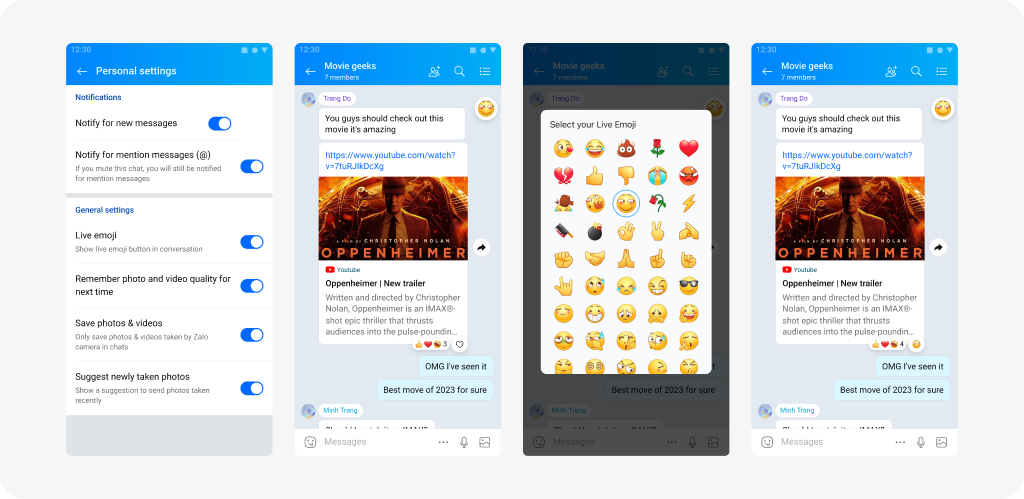 12:30
Personal settings
Notifications
Notify for new messages
Notify for mention messages (@)
If you mute this chat, you will still be notified
for mention messages
General settings
Live emoji
Show live emoji button in conversation
Remember photo and video quality for
next time
Save photos & videos
Only save photos & videos taken by Zalo
camera in chats
Suggest newly taken photos
Show a suggestion to send photos taken
recently
12:30
Movie geeks
7 members
Trang Do
You guys should check out this
movie it's amazing
https://www.youtube.com/watch?
v=7tuRJIkDcXg
A FILM BY CHRISTOPHER NOLAN
OPPENHEIMER
Youtube
Oppenheimer | New trailer
Written and directed by Christopher
Nolan, Oppenheimer is an IMAX®-
shot epic thriller that thrusts
audiences into the pulse-poundin...
3
OMG I've seen it
Best move of 2023 for sure
Minh Trang
Messages
12:30
Movie geeks
7 members
Trang Do
Select your Live Emoji
Best move of 2023 for sure
Minh Trang
Messages
12:30
Movie geeks
7 members
Trang Do
You guys should check out this
movie it's amazing
https://www.youtube.com/watch?
v=7tuRJIkDcXg
A FILM BY CHRISTOPHER NOLAN
OPPENHEIMER
Youtube
Oppenheimer | New trailer
Written and directed by Christopher
Nolan, Oppenheimer is an IMAX®-
shot epic thriller that thrusts
audiences into the pulse-poundin...
4
OMG I've seen it
Best move of 2023 for sure
Minh Trang
Messages